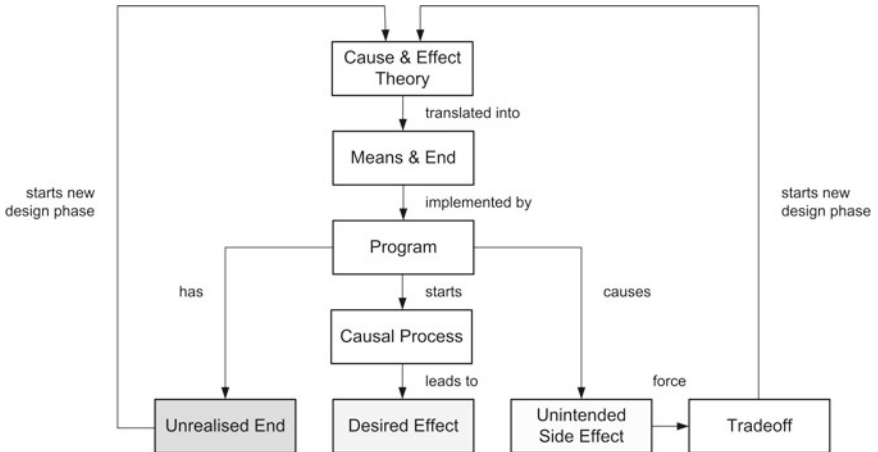 Cause & Effect
Theory
translated into
Means & End
starts new
design phase
starts new
design phase
implemented by
Program
has
starts
causes
Causal Process
leads to
force
Unrealised End
Desired Effect
Unintended
Side Effect
Tradeoff